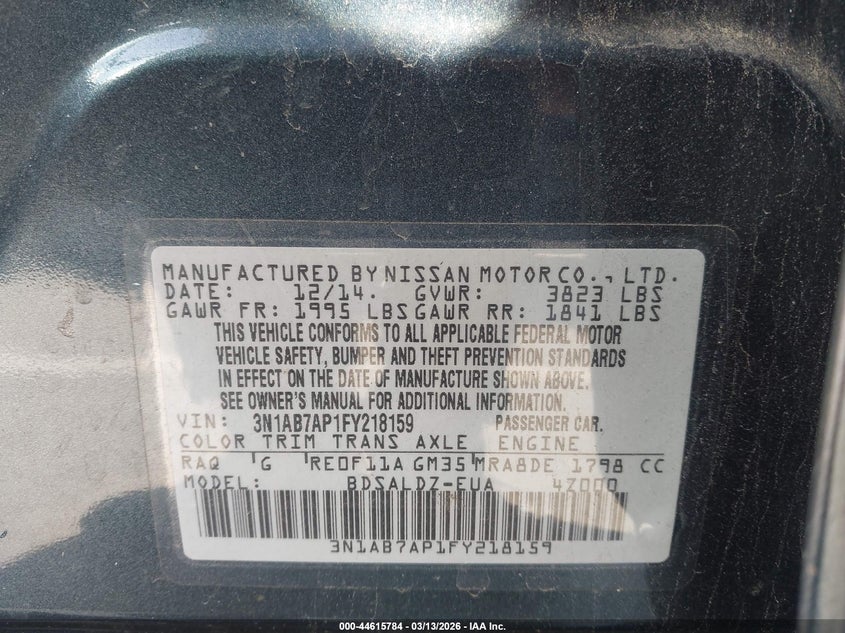 MANUFACTURED BY NISSAN MOTOR CO., LTD.
DATE: 12/14. GVWR: 3823 LBS
GAWR FR: 1995 LBS GAWR RR: 1841 LBS
THIS VEHICLE CONFORMS TO ALL APPLICABLE FEDERAL MOTOR
VEHICLE SAFETY, BUMPER AND THEFT PREVENTION STANDARDS
IN EFFECT ON THE DATE OF MANUFACTURE SHOWN ABOVE.
SEE OWNER'S MANUAL FOR ADDITIONAL INFORMATION.
VIN: 3N1AB7AP1FY218159 PASSENGER CAR.
COLOR TRIM TRANS AXLE ENGINE
RAQ G RE0F11A GM35 MRA8DE 1798 CC
MODEL: BDSALDZ-EUA 4Z000
3N1AB7AP1FY218159
000-44615784 — 03/13/2026 — IAA Inc.